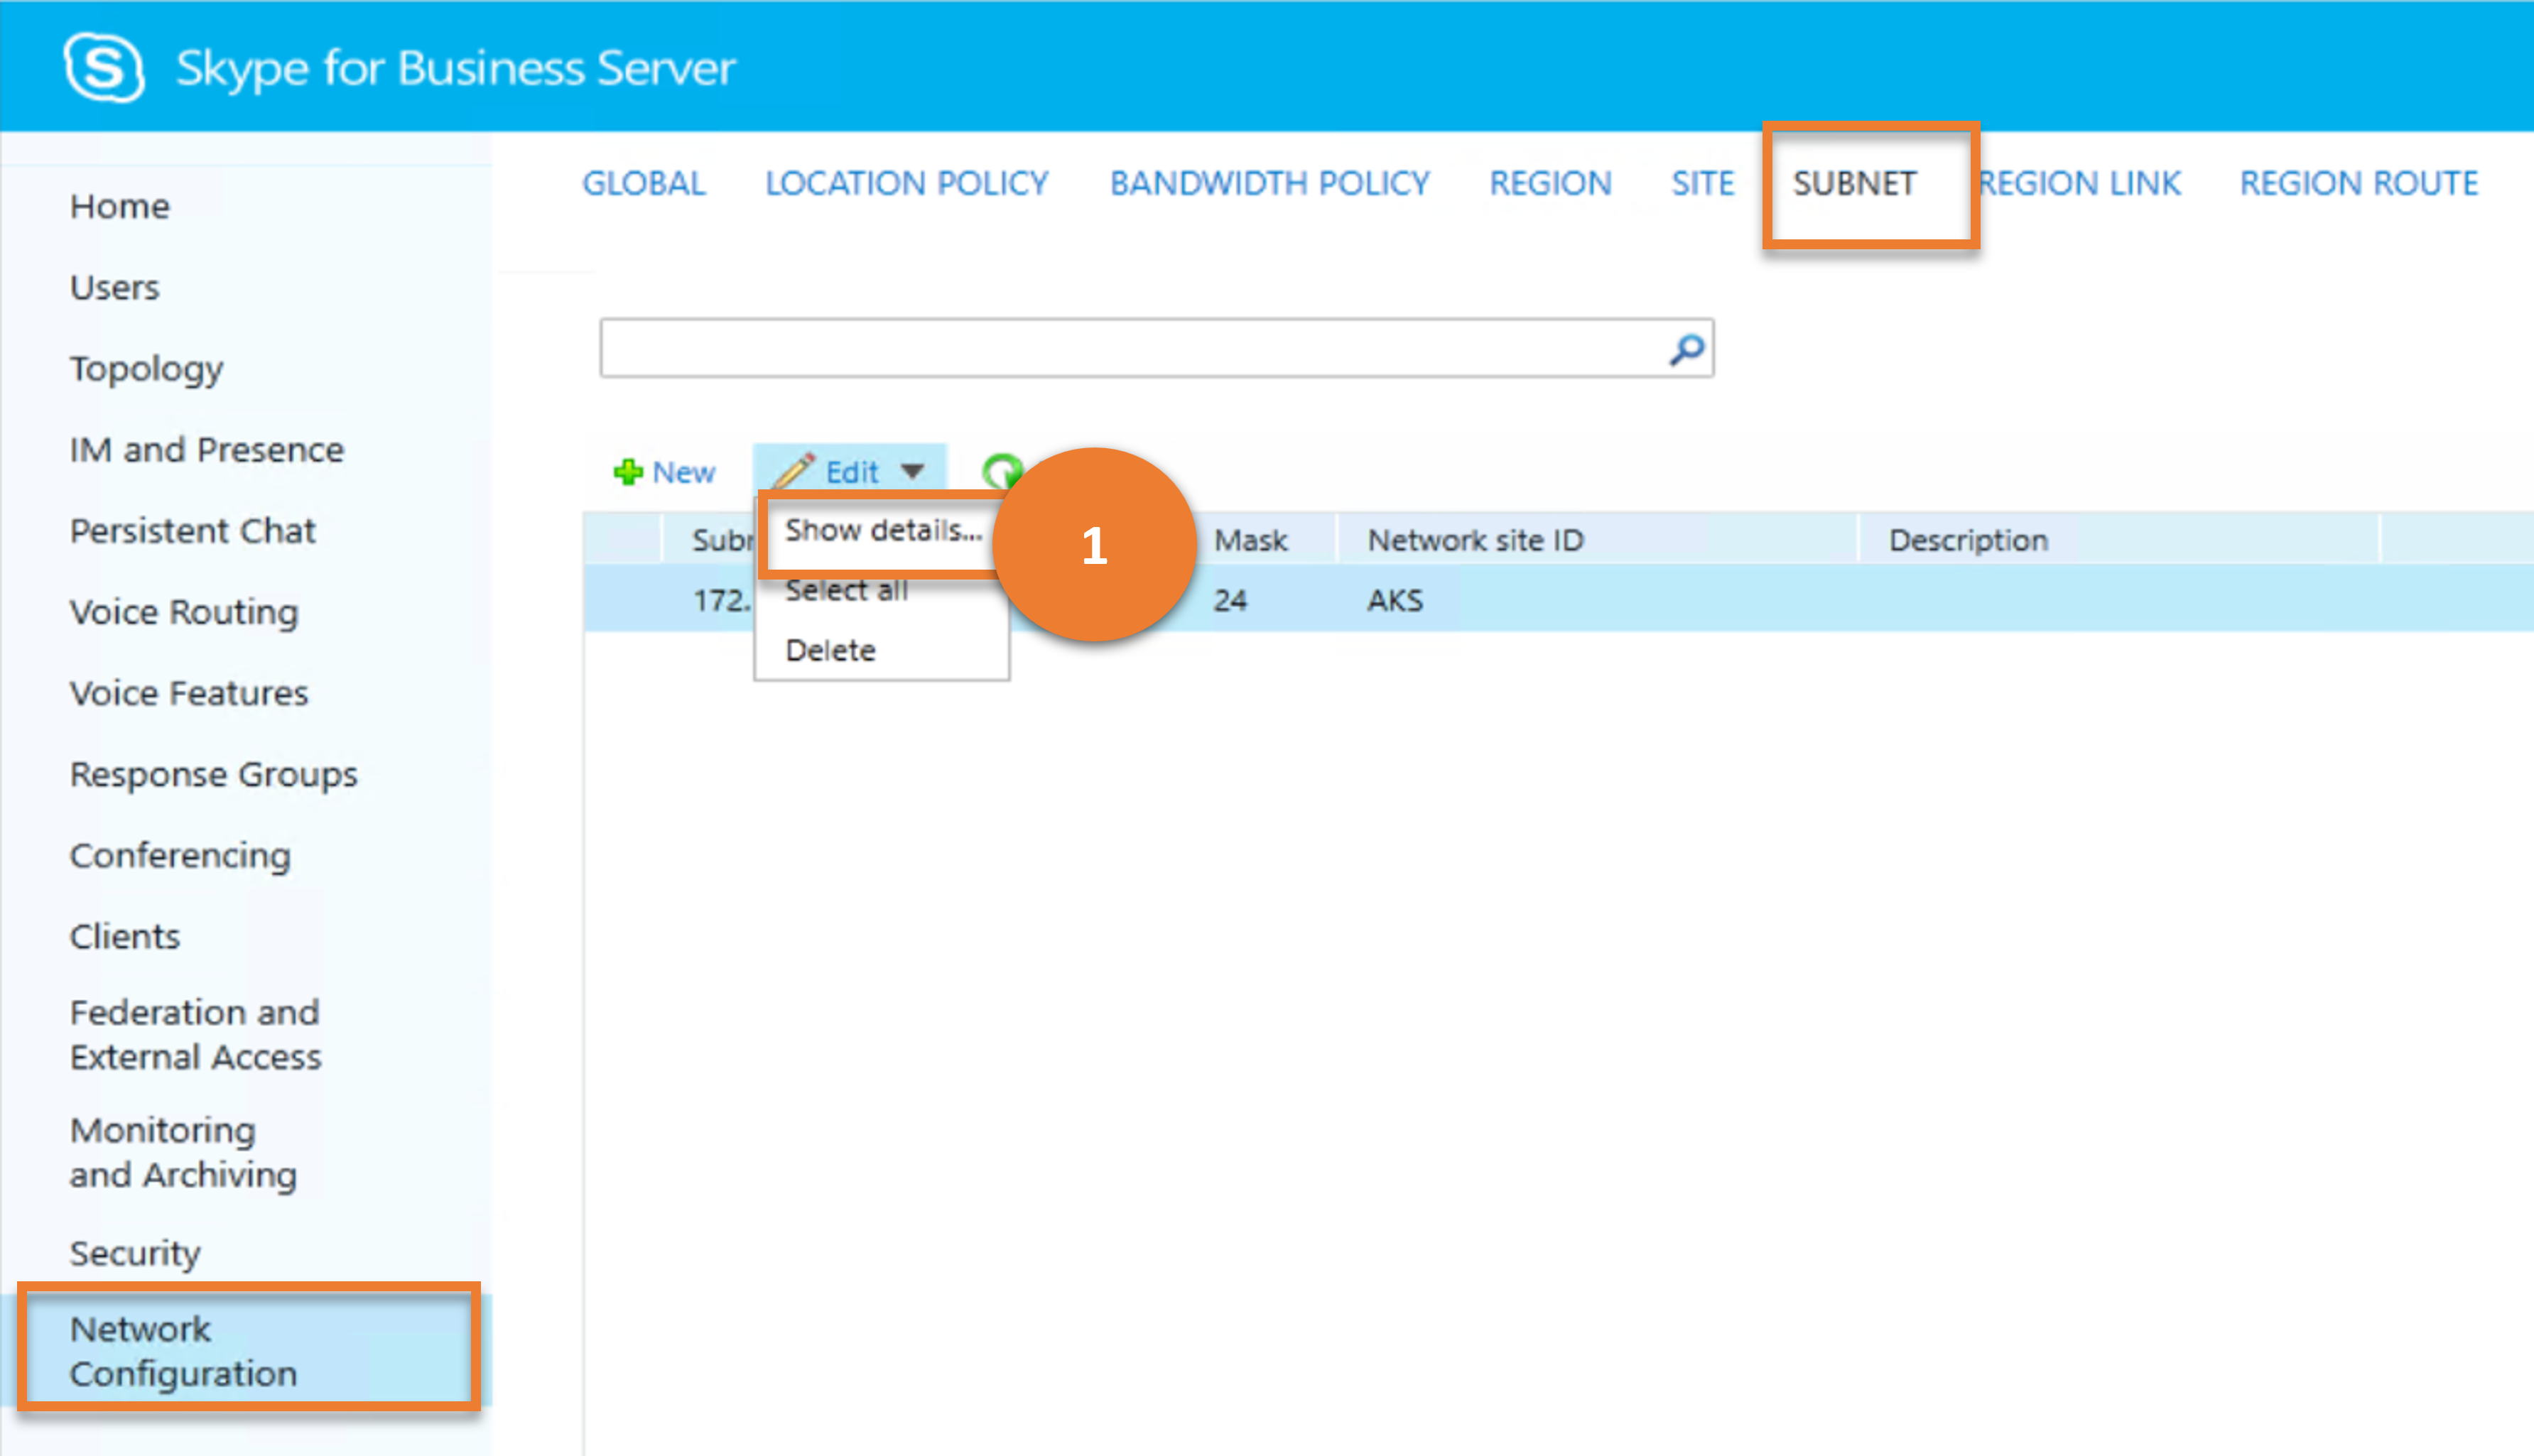 Skype for Business Server
GLOBAL LOCATION POLICY BANDWIDTH POLICY REGION SITE SUBNET REGION LINK REGION ROUTE
Home
Users
Topology
IM and Presence
Persistent Chat
Voice Routing
Voice Features
Response Groups
Conferencing
Clients
Federation and
External Access
Monitoring
and Archiving
Security
Network
Configuration
New Edit
Show details...
Select all
Delete
1
Mask Network site ID Description
172. 24 AKS